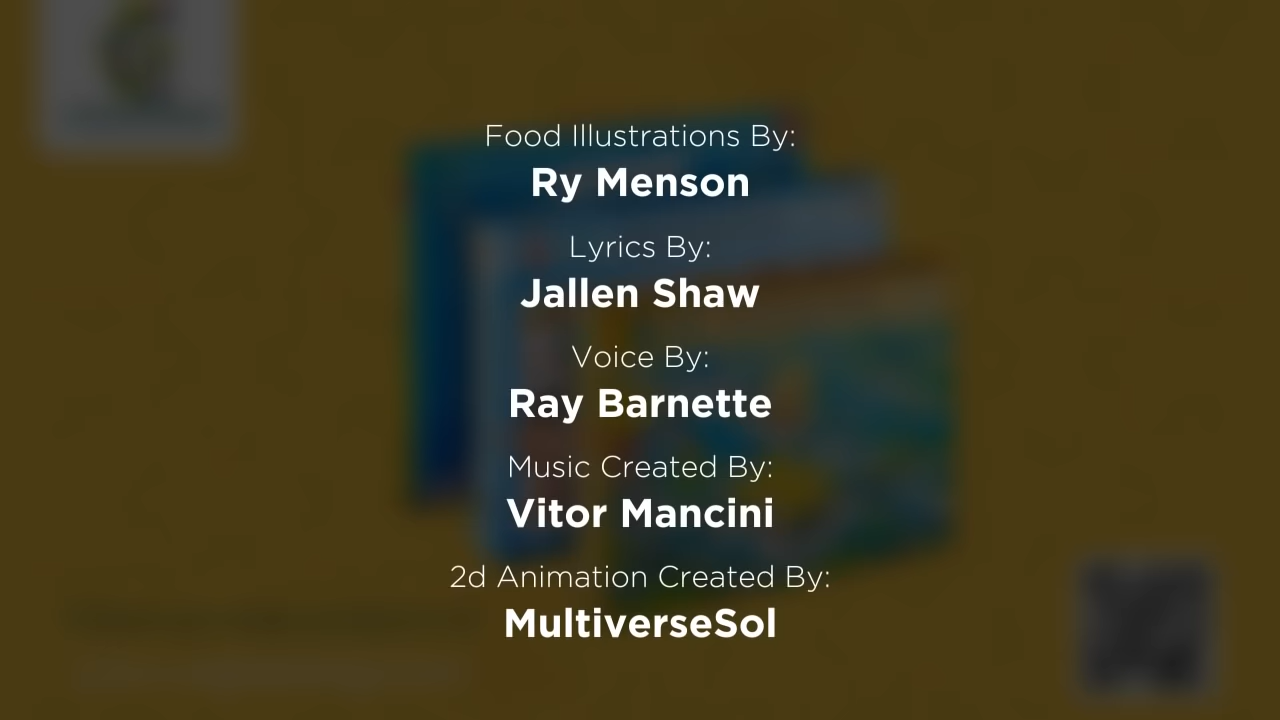 Food Illustrations By:
Ry Menson
Lyrics By:
Jallen Shaw
Voice By:
Ray Barnette
Music Created By:
Vitor Mancini
2d Animation Created By:
MultiverseSol